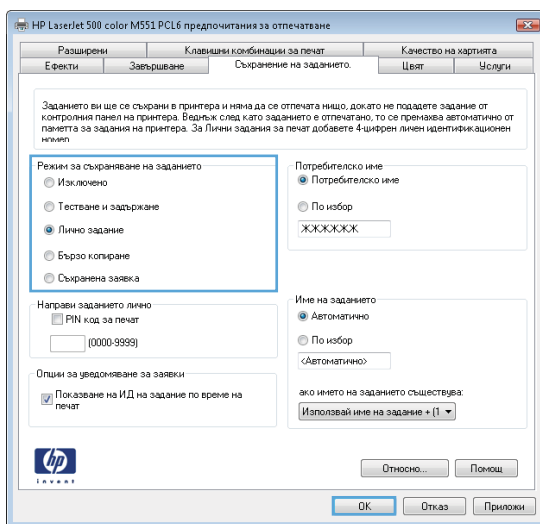 HP LaserJet 500 color M551 PCL6 предпочитания за отпечатване
Разширени Клавишни комбинации за печат Качество на хартията
Ефекти Завършване Съхранение на заданието. Цвят Услуги
Заданието ви ще се съхрани в принтера и няма да се отпечата нищо, докато не подадете задание от
контролния панел на принтера. Веднъж след като заданието е отпечатано, то се премахва автоматично от
паметта за задания на принтера. За Лични задания за печат добавете 4-цифрен личен идентификационен
номер
Режим за съхраняване на заданието
Изключено
Тестване и задържане
Лично задание
Бързо копиране
Съхранена заявка
Потребителско име
Потребителско име
По избор
ЖЖЖЖЖЖ
Направи заданието лично
PIN код за печат
(0000-9999)
Име на заданието
Автоматично
По избор
<Автоматично>
Опции за уведомяване за заявки
Показване на ИД на задание по време на
печат
ако името на заданието съществува:
Използвай име на задание + (1
hp
invent
Относно... Помощ
OK Отказ Приложи